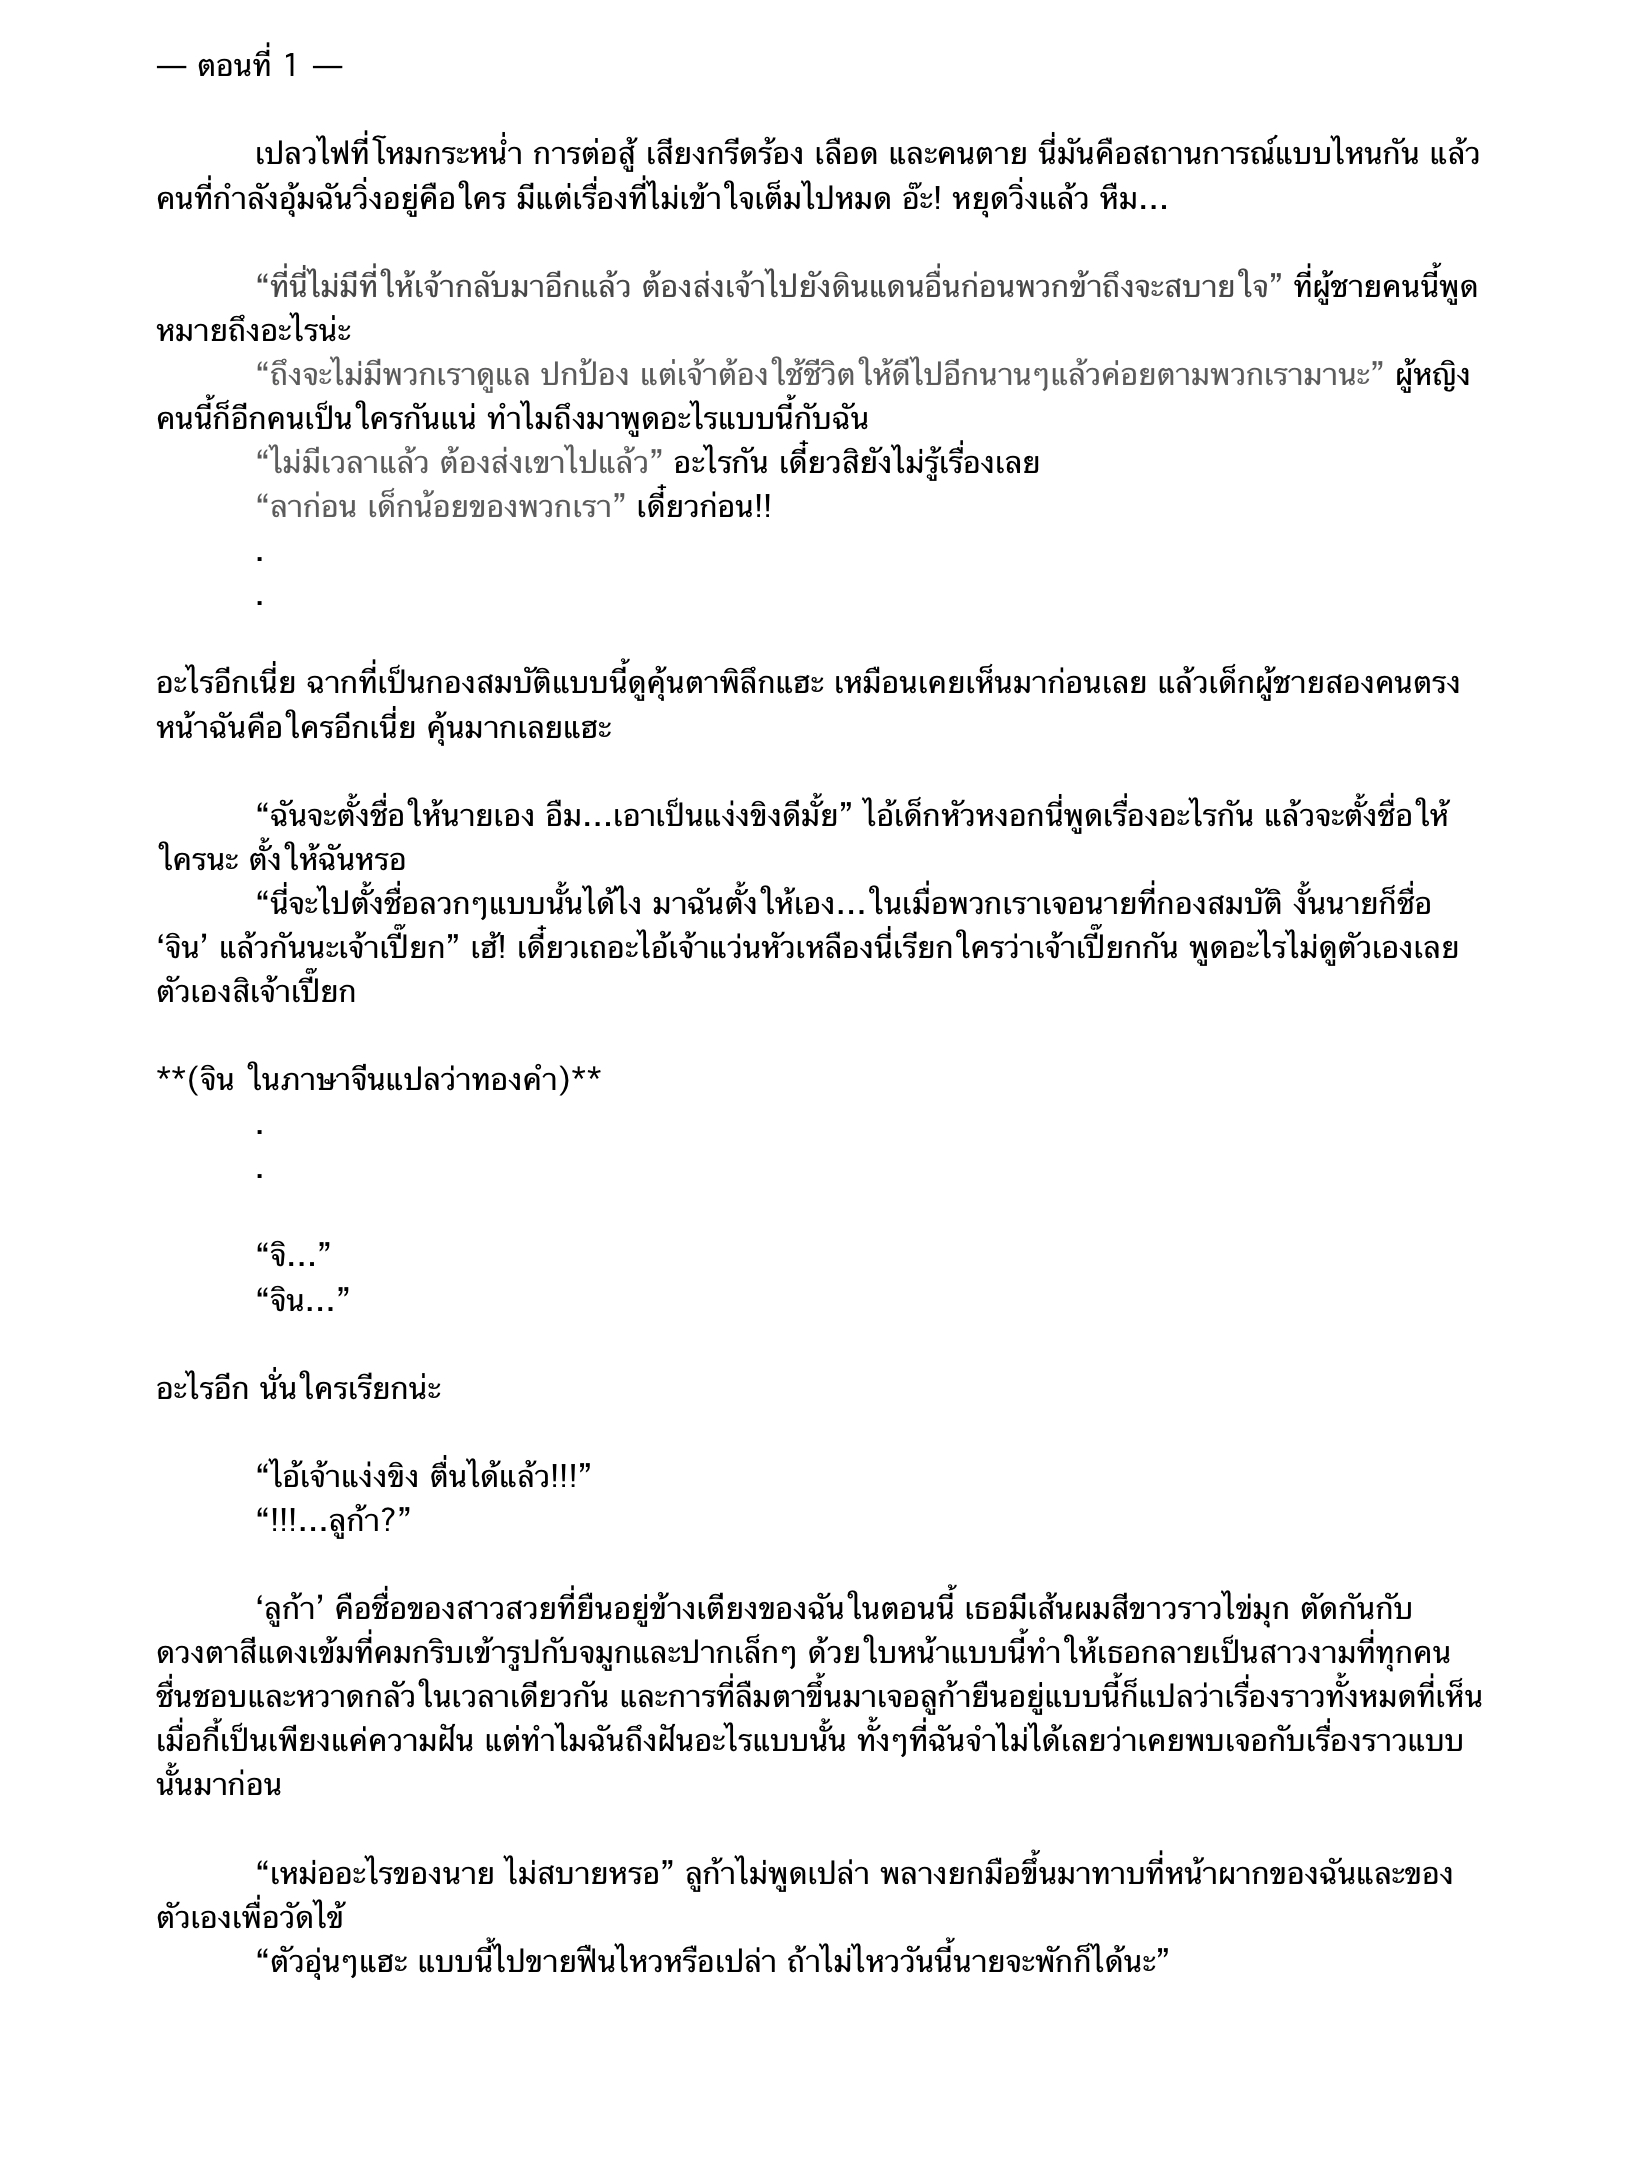 — ตอนที่ 1 —
เปลวไฟที่โหมกระหน่ำ การต่อสู้ เสียงกรีดร้อง เลือด และคนตาย นี่มันคือสถานการณ์แบบไหนกัน แล้ว
คนที่กำลังอุ้มฉันวิ่งอยู่คือใคร มีแต่เรื่องที่ไม่เข้าใจเต็มไปหมด อ๊ะ! หยุดวิ่งแล้ว หืม...
“ที่นี่ไม่มีที่ให้เจ้ากลับมาอีกแล้ว ต้องส่งเจ้าไปยังดินแดนอื่นก่อนพวกข้าถึงจะสบายใจ” ที่ผู้ชายคนนี้พูด
หมายถึงอะไรน่ะ
“ถึงจะไม่มีพวกเราดูแล ปกป้อง แต่เจ้าต้องใช้ชีวิตให้ดีไปอีกนานๆแล้วค่อยตามพวกเรามานะ” ผู้หญิง
คนนี้ก็อีกคนเป็นใครกันแน่ ทำไมถึงมาพูดอะไรแบบนี้กับฉัน
“ไม่มีเวลาแล้ว ต้องส่งเขาไปแล้ว” อะไรกัน เดี๋ยวสิยังไม่รู้เรื่องเลย
“ลาก่อน เด็กน้อยของพวกเรา” เดี๋ยวก่อน!!
.
.
อะไรอีกเนี่ย ฉากที่เป็นกองสมบัติแบบนี้ดูคุ้นตาพิลึกแฮะ เหมือนเคยเห็นมาก่อนเลย แล้วเด็กผู้ชายสองคนตรง
หน้าฉันคือใครอีกเนี่ย คุ้นมากเลยแฮะ
“ฉันจะตั้งชื่อให้นายเอง อืม...เอาเป็นแง่งขิงดีมั้ย” ไอ้เด็กหัวหงอกนี่พูดเรื่องอะไรกัน แล้วจะตั้งชื่อให้
ใครนะ ตั้งให้ฉันหรอ
“นี่จะไปตั้งชื่อลวกๆแบบนั้นได้ไง มาฉันตั้งให้เอง...ในเมื่อพวกเราเจอนายที่กองสมบัติ งั้นนายก็ชื่อ
‘จิน’ แล้วกันนะเจ้าเปี๊ยก” เฮ้! เดี๋ยวเถอะไอ้เจ้าแว่นหัวเหลืองนี่เรียกใครว่าเจ้าเปี๊ยกกัน พูดอะไรไม่ดูตัวเองเลย
ตัวเองสิเจ้าเปี๊ยก
**(จิน ในภาษาจีนแปลว่าทองคำ)**
.
.
“จิ...”
“จิน...”
อะไรอีก นั่นใครเรียกน่ะ
“ไอ้เจ้าแง่งขิง ตื่นได้แล้ว!!!”
“!!!...ลูก้า?”
‘ลูก้า’ คือชื่อของสาวสวยที่ยืนอยู่ข้างเตียงของฉันในตอนนี้ เธอมีเส้นผมสีขาวราวไข่มุก ตัดกันกับ
ดวงตาสีแดงเข้มที่คมกริบเข้ารูปกับจมูกและปากเล็กๆ ด้วยใบหน้าแบบนี้ทำให้เธอกลายเป็นสาวงามที่ทุกคน
ชื่นชอบและหวาดกลัวในเวลาเดียวกัน และการที่ลืมตาขึ้นมาเจอลูก้ายืนอยู่แบบนี้ก็แปลว่าเรื่องราวทั้งหมดที่เห็น
เมื่อกี้เป็นเพียงแค่ความฝัน แต่ทำไมฉันถึงฝันอะไรแบบนั้น ทั้งๆที่ฉันจำไม่ได้เลยว่าเคยพบเจอกับเรื่องราวแบบ
นั้นมาก่อน
“เหม่ออะไรของนาย ไม่สบายหรอ” ลูก้าไม่พูดเปล่า พลางยกมือขึ้นมาทาบที่หน้าผากของฉันและของ
ตัวเองเพื่อวัดไข้
“ตัวอุ่นๆแฮะ แบบนี้ไปขายฟืนไหวหรือเปล่า ถ้าไม่ไหววันนี้นายจะพักก็ได้นะ”